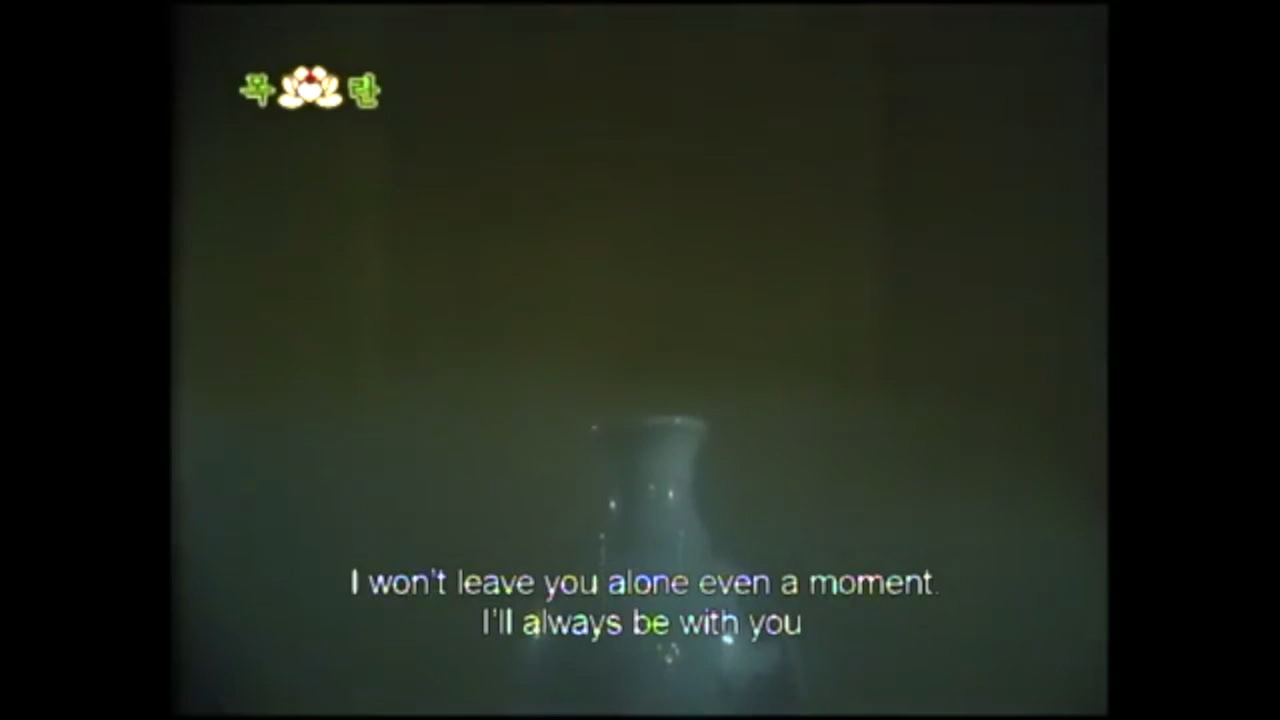 목 란
I won't leave you alone even a moment.
I'll always be with you